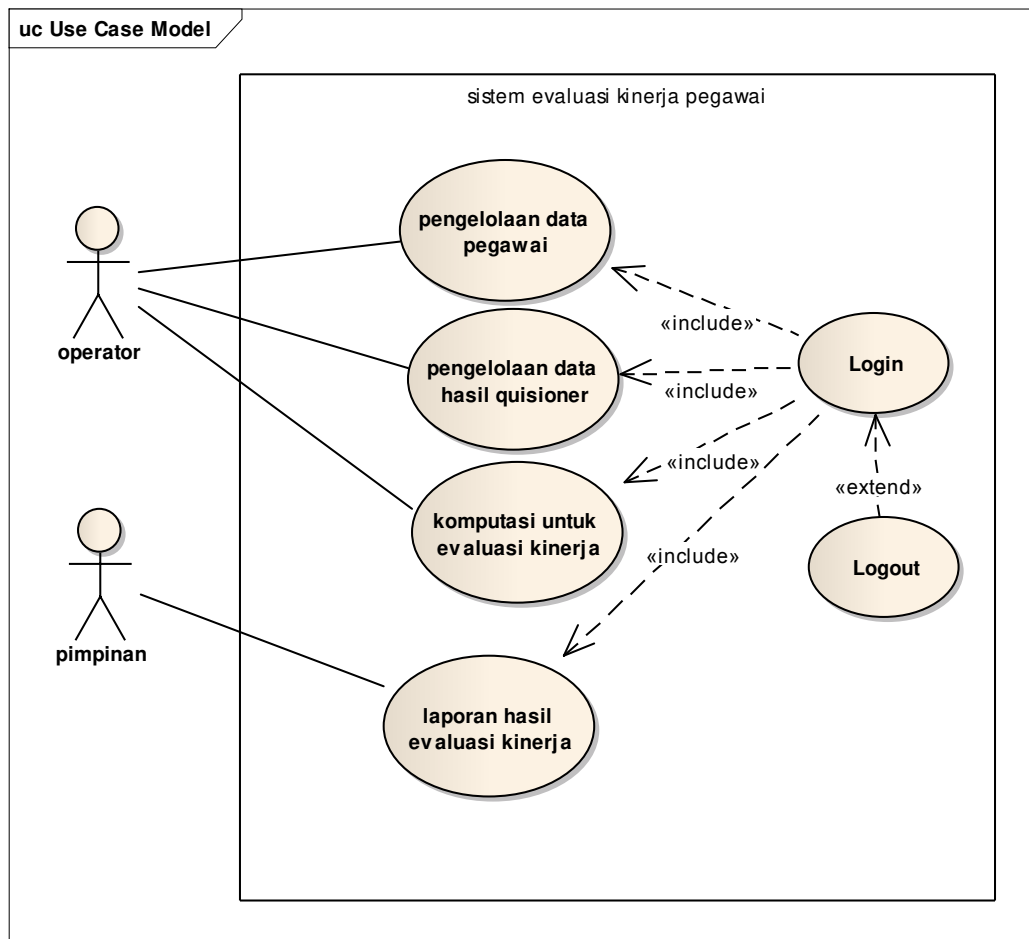 uc Use Case Model
sistem evaluasi kinerja pegawai
pengelolaan data
pegawai
operator
«include»
pengelolaan data
hasil quisioner
«include»
Login
«include»
«extend»
komputasi untuk
evaluasi kinerja
«include»
Logout
pimpinan
laporan hasil
evaluasi kinerja